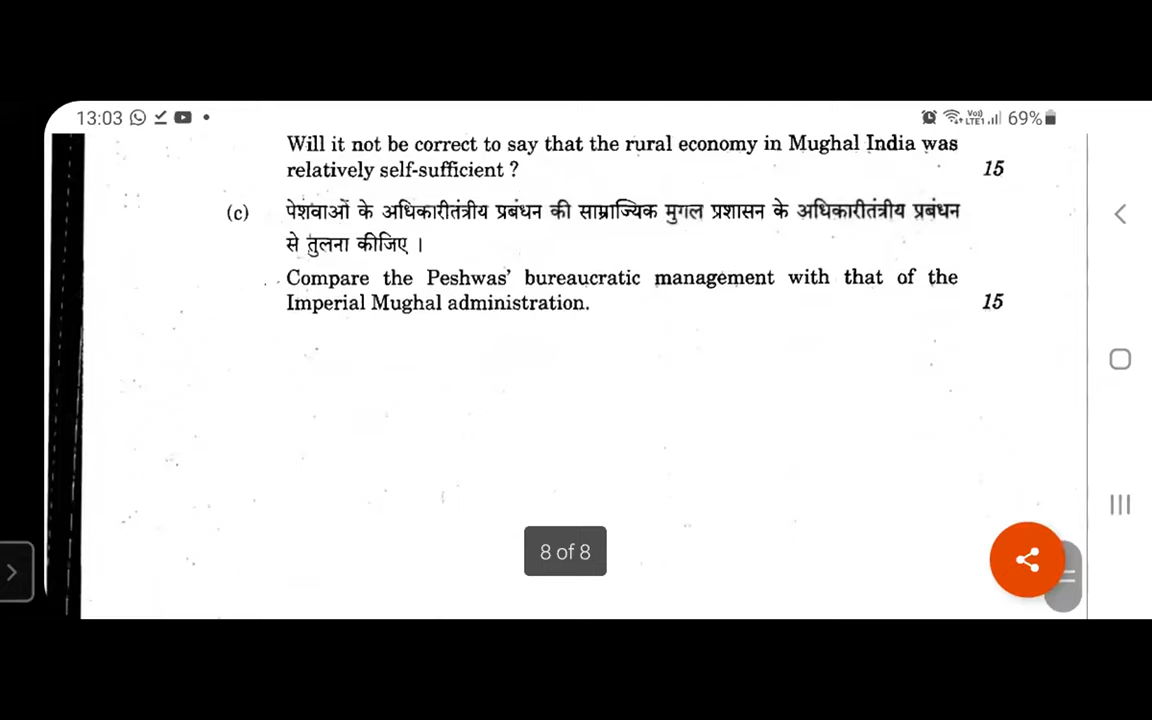 13:03
VoI) LTE1 69%
Will it not be correct to say that the rural economy in Mughal India was
relatively self-sufficient ?
15
(c) पेशवाओं के अधिकारीतंत्रीय प्रबंधन की साम्राज्यिक मुगल प्रशासन के अधिकारीतंत्रीय प्रबंधन
से तुलना कीजिए ।
Compare the Peshwas' bureaucratic management with that of the
Imperial Mughal administration.
15
8 of 8